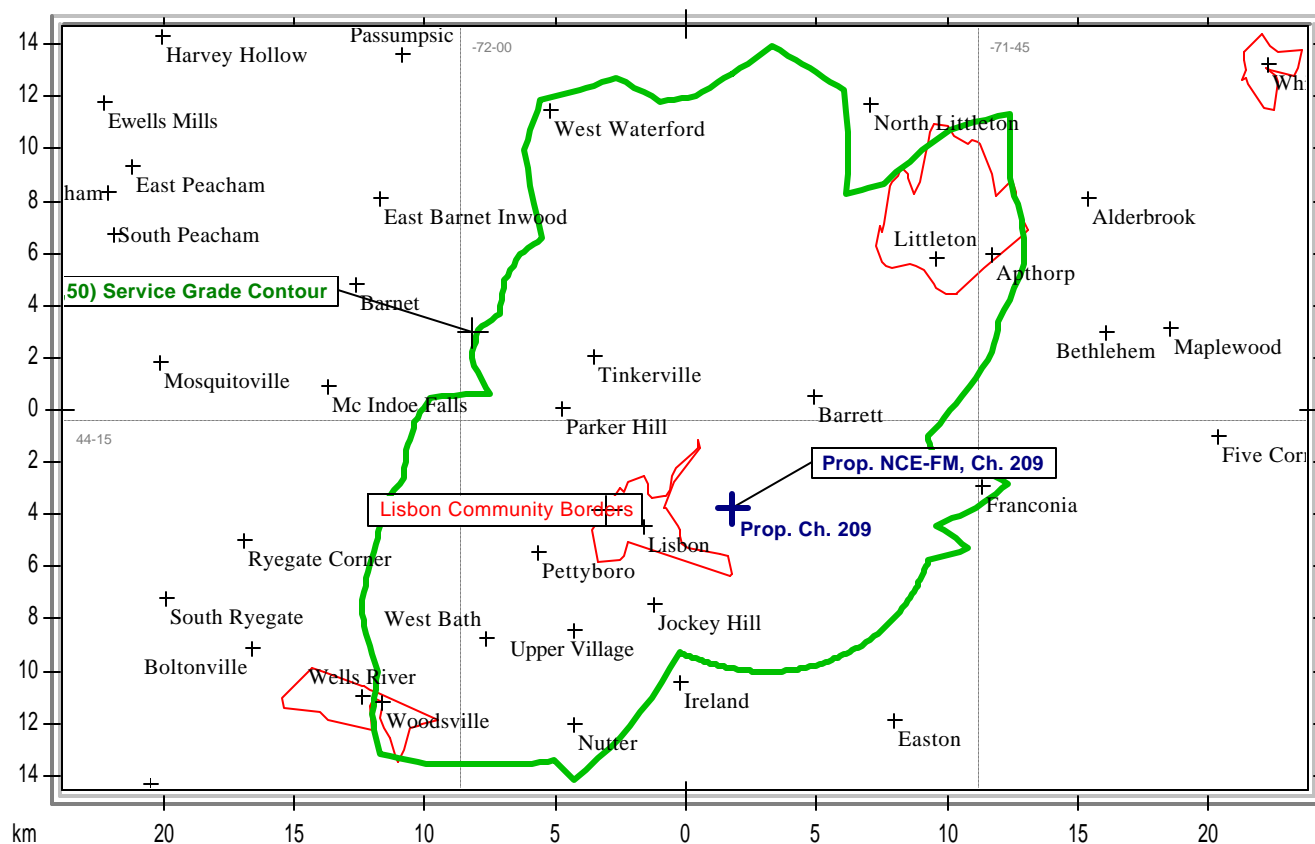 14
Harvey Hollow
Passumpsic
-72-00
-71-45
Whi
12
Ewells Mills
West Waterford
North Littleton
10
East Peacham
ham
8
East Barnet Inwood
Alderbrook
South Peacham
Littleton
6
Apthorp
,50) Service Grade Contour
Barnet
4
Bethlehem
Maplewood
2
Mosquitoville
Tinkerville
Mc Indoe Falls
Barrett
0
Parker Hill
44-15
Five Corn
2
Prop. NCE-FM, Ch. 209
Franconia
4
Lisbon Community Borders
Prop. Ch. 209
Lisbon
Ryegate Corner
Pettyboro
6
South Ryegate
West Bath
Jockey Hill
8
Upper Village
Boltonville
10
Wells River
Ireland
Woodsville
12
Nutter
Easton
14
km
20
15
10
5
0
5
10
15
20